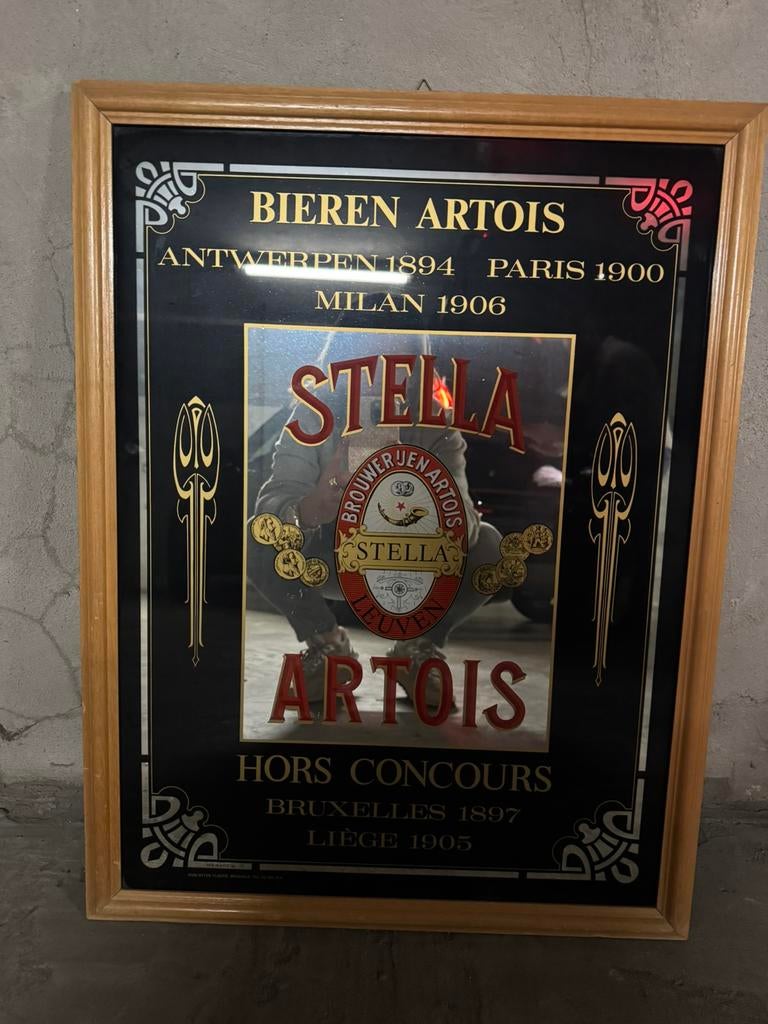 BIEREN ARTOIS
ANTWERPEN 1894 PARIS 1900
MILAN 1906
STELLA
BROUWERIJEN ARTOIS
STELLA
LEUVEN
ARTOIS
HORS CONCOURS
BRUXELLES 1897
LIÈGE 1905